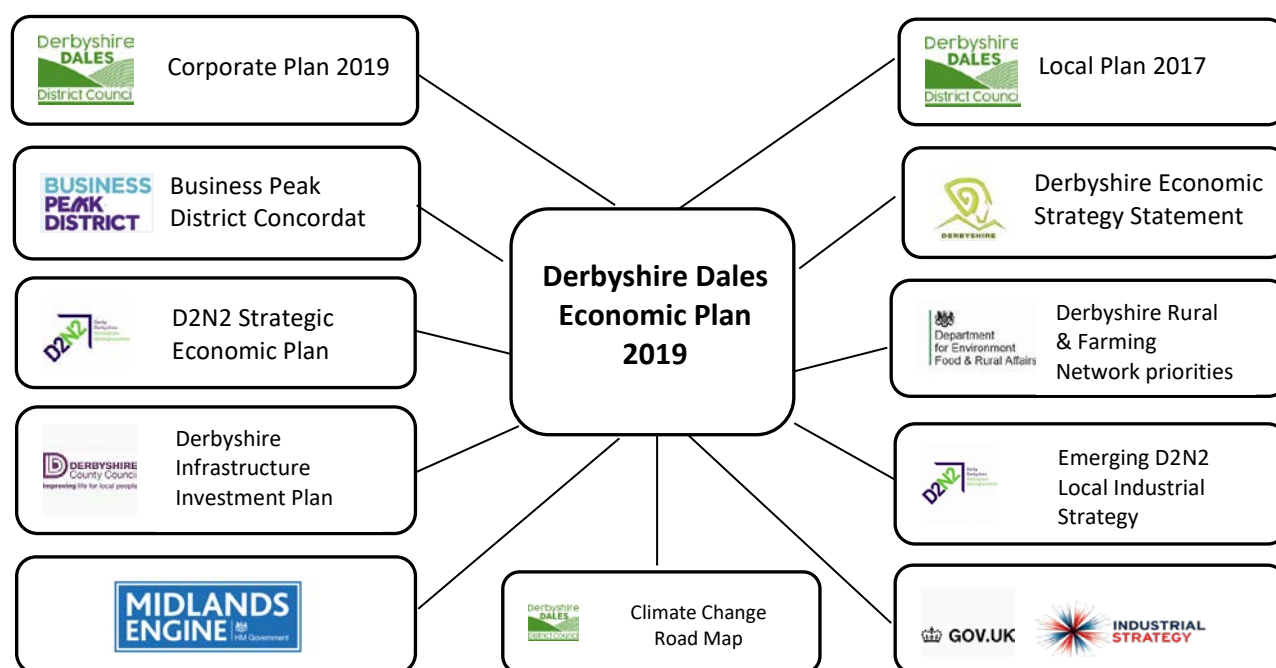 Derbyshire
DALES
District Counci
Corporate Plan 2019
Derbyshire
DALES
District Counci
Local Plan 2017
BUSINESS
PEAK
DISTRICT
Business Peak
District Concordat
DERBYSHIRE
Derbyshire Economic
Strategy Statement
Derbyshire Dales
Economic Plan
2019
D2N2
D2N2 Strategic
Economic Plan
Department
for Environment
Food & Rural Affairs
Derbyshire Rural
& Farming
Network priorities
DERBYSHIRE
County Council
Improving life for local people
Derbyshire
Infrastructure
Investment Plan
D2N2
Emerging D2N2
Local Industrial
Strategy
MIDLANDS
ENGINE
HM Government
Derbyshire
DALES
District Counci
Climate Change
Road Map
GOV.UK
INDUSTRIAL
STRATEGY